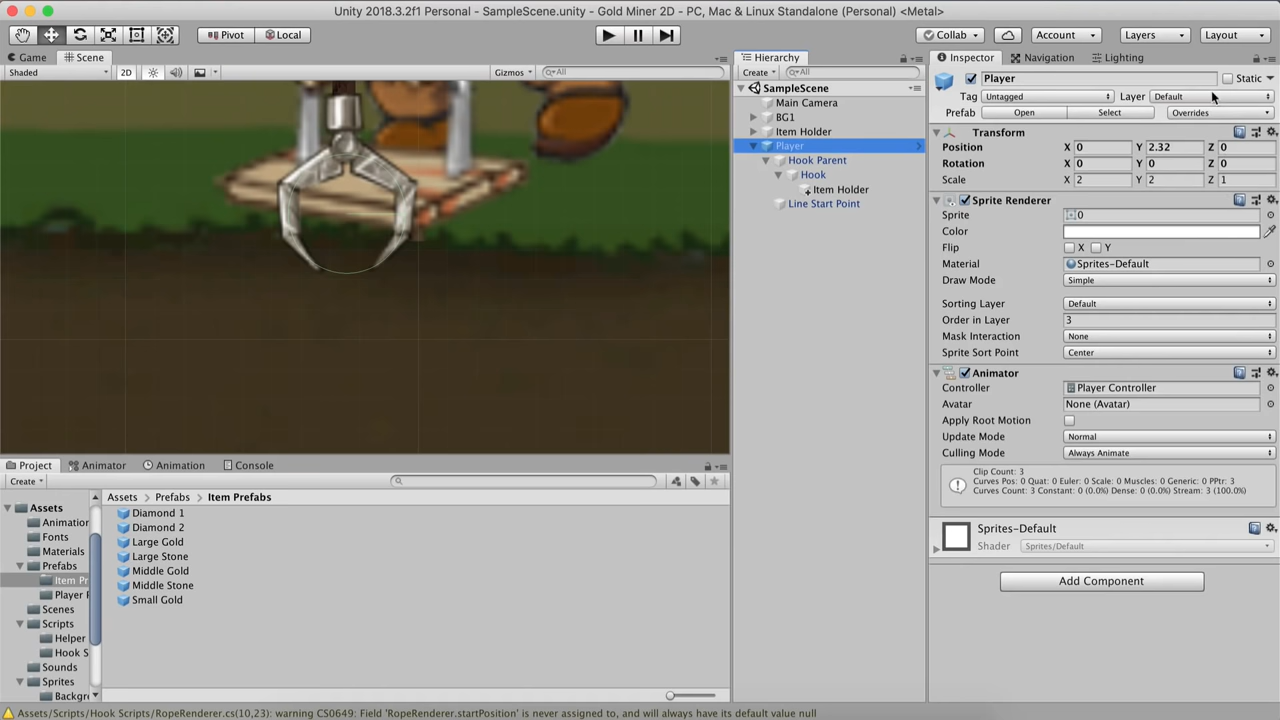 Unity 2018.3.2f1 Personal - SampleScene.unity - Gold Miner 2D - PC, Mac & Linux Standalone (Personal) <Metal>
Pivot Local Collab Account Layers Layout
Game Scene
Shaded 2D Gizmos All
Hierarchy
Create All
SampleScene
Main Camera
BG1
Item Holder
Player
Hook Parent
Hook
Item Holder
Line Start Point
Inspector Navigation Lighting
Player Static
Tag Untagged Layer Default
Prefab Open Select Overrides
Transform
Position X 0 Y 2.32 Z 0
Rotation X 0 Y 0 Z 0
Scale X 2 Y 2 Z 1
Sprite Renderer
Sprite 0
Color
Flip X Y
Material Sprites-Default
Draw Mode Simple
Sorting Layer Default
Order in Layer 3
Mask Interaction None
Sprite Sort Point Center
Animator
Controller Player Controller
Avatar None (Avatar)
Apply Root Motion
Update Mode Normal
Culling Mode Always Animate
Clip Count: 3
Curves Pos: 0 Quat: 0 Euler: 0 Scale: 0 Muscles: 0 Generic: 0 PPtr: 3
Curves Count: 3 Constant: 0 (0.0%) Dense: 0 (0.0%) Stream: 3 (100.0%)
Sprites-Default
Shader Sprites/Default
Add Component
Project Animator Animation Console
Create
Assets
Animation
Fonts
Materials
Prefabs
Item Pr
Player F
Scenes
Scripts
Helper
Hook S
Sounds
Sprites
Backgr
Assets Prefabs Item Prefabs
Diamond 1
Diamond 2
Large Gold
Large Stone
Middle Gold
Middle Stone
Small Gold
Assets/Scripts/Hook Scripts/RopeRenderer.cs(10,23): warning CS0649: Field 'RopeRenderer.startPosition' is never assigned to, and will always have its default value null